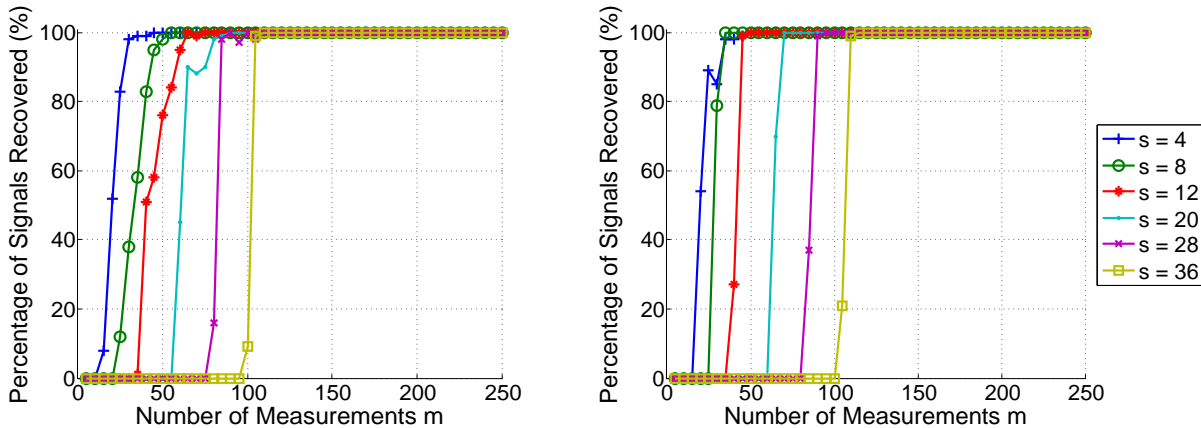 Percentage of Signals Recovered (%)
100
80
60
40
20
0
0 50 100 150 200 250
Number of Measurements m
Percentage of Signals Recovered (%)
100
80
60
40
20
0
0 50 100 150 200 250
Number of Measurements m
s = 4
s = 8
s = 12
s = 20
s = 28
s = 36